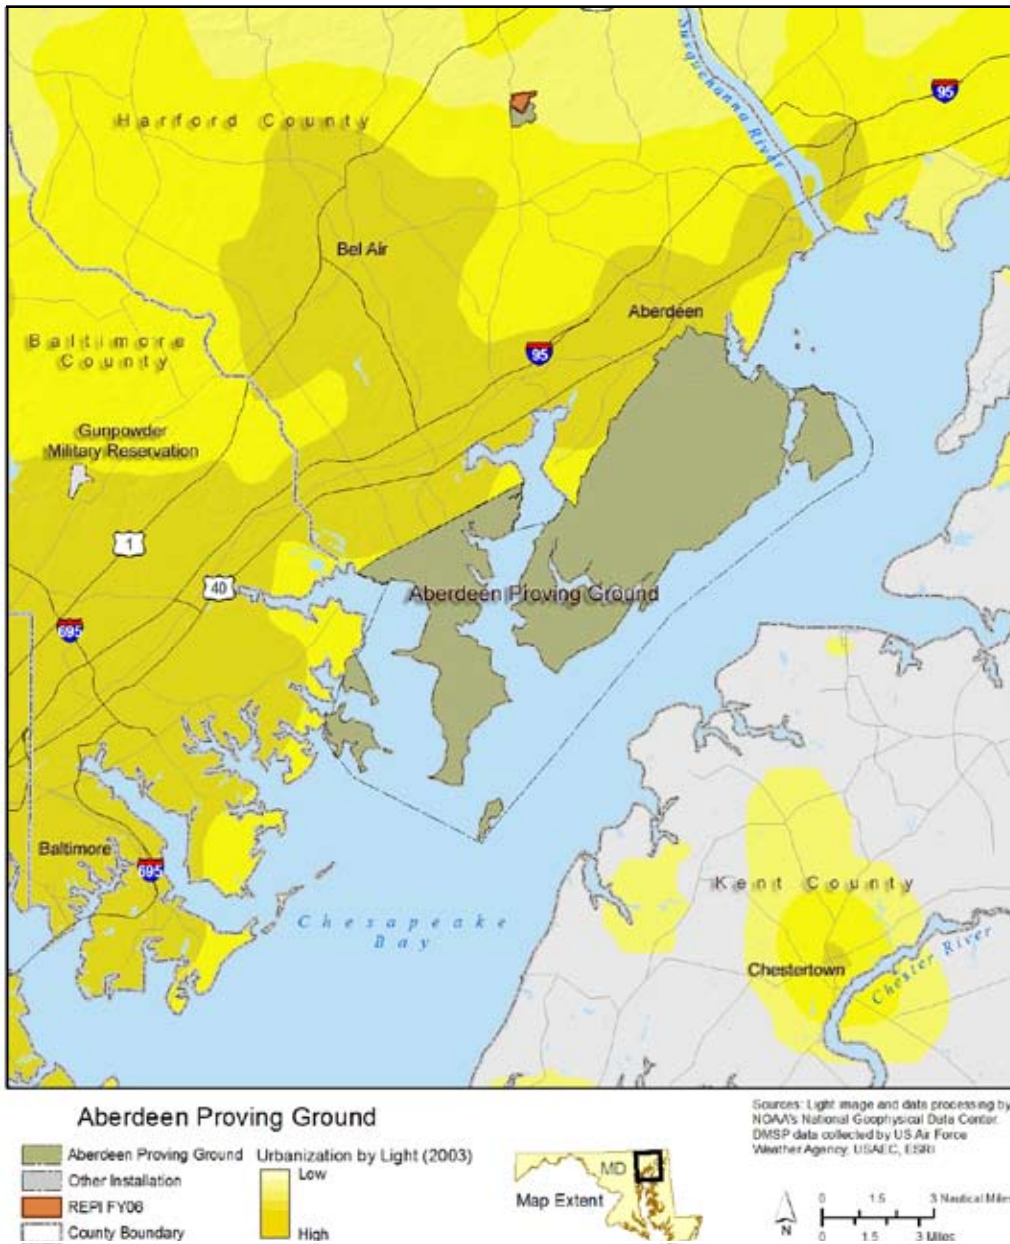 Susquehanna River
95
Harford County
Bel Air
Aberdeen
Baltimore
County
95
Gunpowder
Military Reservation
1
40
Aberdeen Proving Ground
695
Baltimore
695
Kent County
Chesapeake
Bay
Chestertown
Chester River
Aberdeen Proving Ground
Aberdeen Proving Ground
Other Installation
REPI FY06
County Boundary
Urbanization by Light (2003)
Low
High
MD
Map Extent
Sources: Light image and data processing by
NOAA's National Geophysical Data Center.
DMSP data collected by US Air Force
Weather Agency, USAEC, ESRI
N
0 1.5 3 Nautical Miles
0 1.5 3 Miles